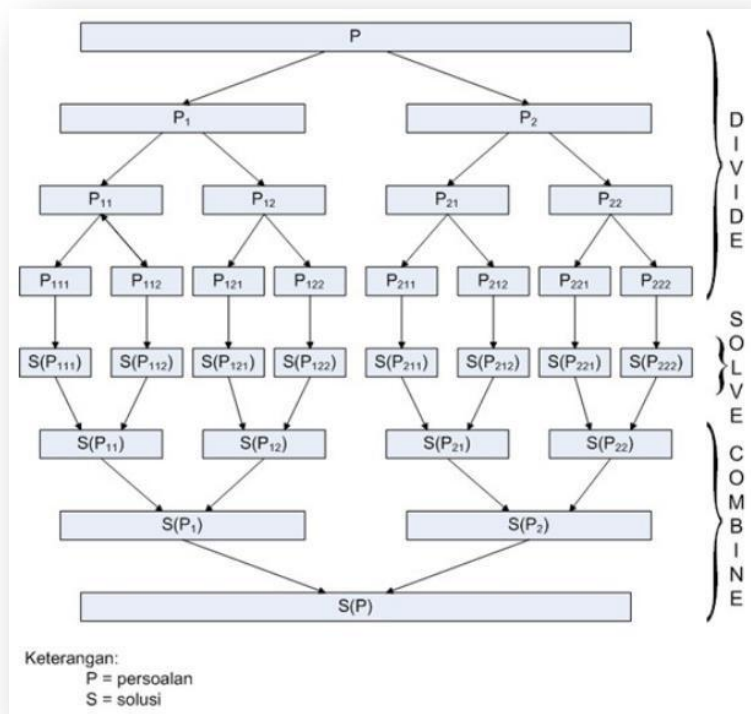 P
P₁ P₂
P₁₁ P₁₂ P₂₁ P₂₂
P₁₁₁ P₁₁₂ P₁₂₁ P₁₂₂ P₂₁₁ P₂₁₂ P₂₂₁ P₂₂₂
S(P₁₁₁) S(P₁₁₂) S(P₁₂₁) S(P₁₂₂) S(P₂₁₁) S(P₂₁₂) S(P₂₂₁) S(P₂₂₂)
S(P₁₁) S(P₁₂) S(P₂₁) S(P₂₂)
S(P₁) S(P₂)
S(P)
DIVIDE
SOLVE
COMBINE
Keterangan:
P = persoalan
S = solusi